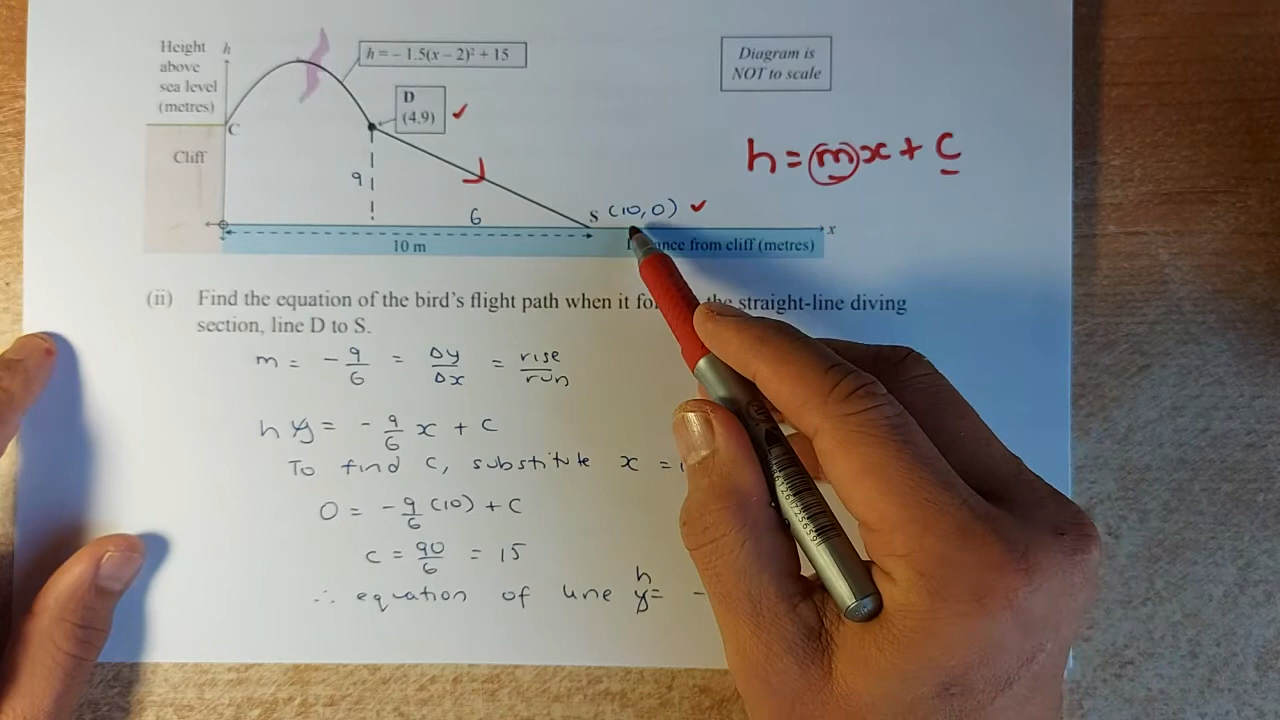 Height h
above
sea level
(metres)
h = – 1.5(x – 2)² + 15
Diagram is
NOT to scale
D
(4,9) ✓
C
Cliff
h = mx + c
9
6
S (10,0) ✓
x
10 m
from cliff (metres)
(ii) Find the equation of the bird's flight path when it the straight-line diving
section, line D to S.
m = - 9/6 = Δy/Δx = rise/run
h y = - 9/6 x + c
To find c, substitute x =
0 = - 9/6 (10) + c
c = 90/6 = 15
∴ equation of line h y = -